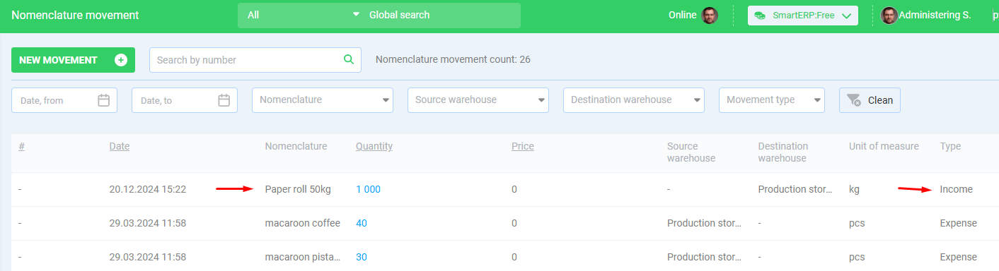 Nomenclature movement All Global search Online SmartERP:Free Administering S. p
NEW MOVEMENT Search by number Nomenclature movement count: 26
Date, from Date, to Nomenclature Source warehouse Destination warehouse Movement type Clean
# Date Nomenclature Quantity Price Source warehouse Destination warehouse Unit of measure Type
- 20.12.2024 15:22 Paper roll 50kg 1 000 0 - Production stor... kg Income
- 29.03.2024 11:58 macaroon coffee 40 0 Production stor... - pcs Expense
- 29.03.2024 11:58 macaroon pista... 30 0 Production stor... - pcs Expense